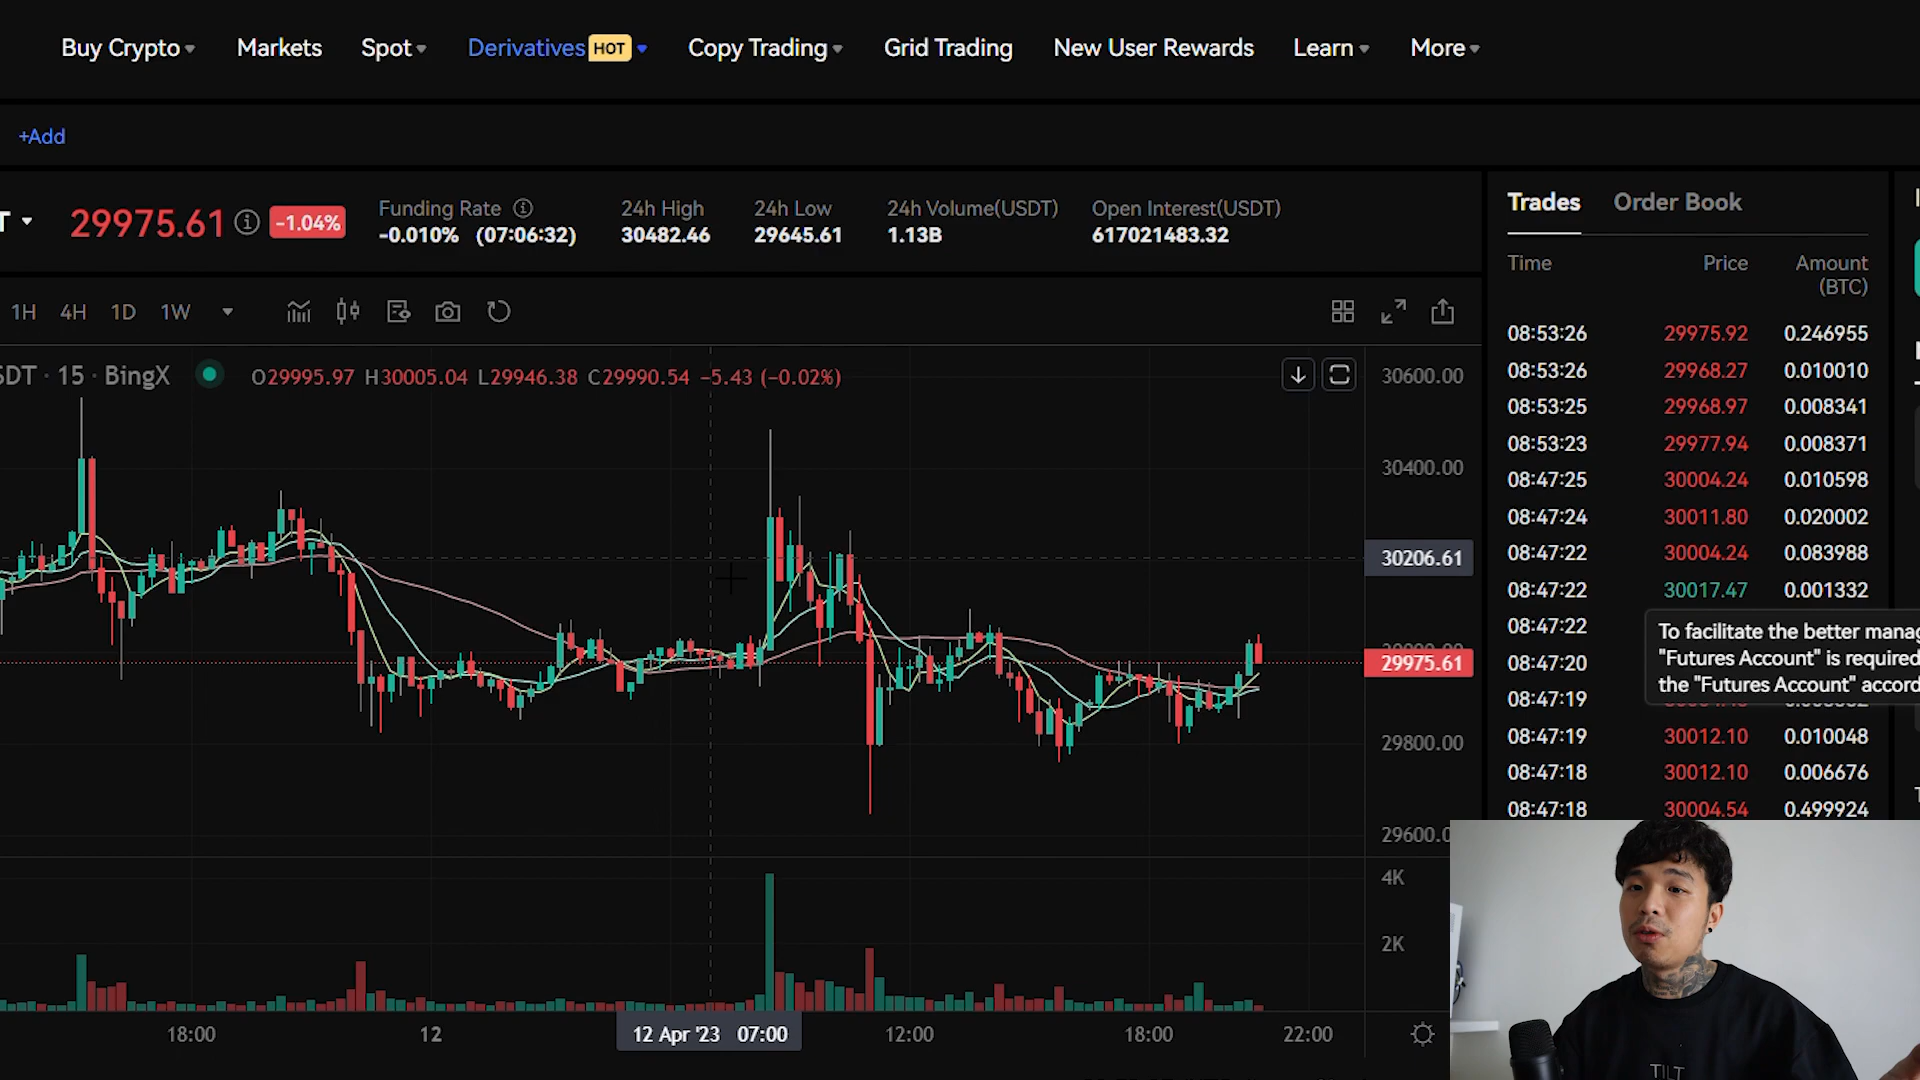 Buy Crypto Markets Spot Derivatives HOT Copy Trading Grid Trading New User Rewards Learn More
+Add
T 29975.61 -1.04%
Funding Rate 24h High 24h Low 24h Volume(USDT) Open Interest(USDT)
-0.010% (07:06:32) 30482.46 29645.61 1.13B 617021483.32
1H 4H 1D 1W
SDT · 15 · BingX O29995.97 H30005.04 L29946.38 C29990.54 −5.43 (−0.02%)
30600.00
30400.00
30206.61
29975.61
29800.00
29600.0
4K
2K
18:00 12 12 Apr '23 07:00 12:00 18:00 22:00
Trades Order Book
Time Price Amount
(BTC)
08:53:26 29975.92 0.246955
08:53:26 29968.27 0.010010
08:53:25 29968.97 0.008341
08:53:23 29977.94 0.008371
08:47:25 30004.24 0.010598
08:47:24 30011.80 0.020002
08:47:22 30004.24 0.083988
08:47:22 30017.47 0.001332
08:47:22
08:47:20
08:47:19
08:47:19 30012.10 0.010048
08:47:18 30012.10 0.006676
08:47:18 30004.54 0.499924
To facilitate the better manag
"Futures Account" is required
the "Futures Account" accord
TILT